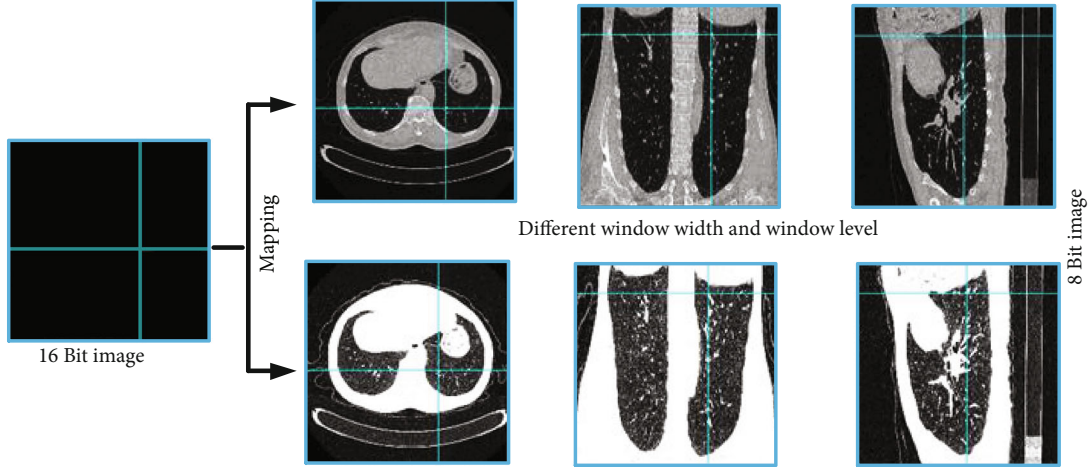 16 Bit image
Mapping
Different window width and window level
8 Bit image